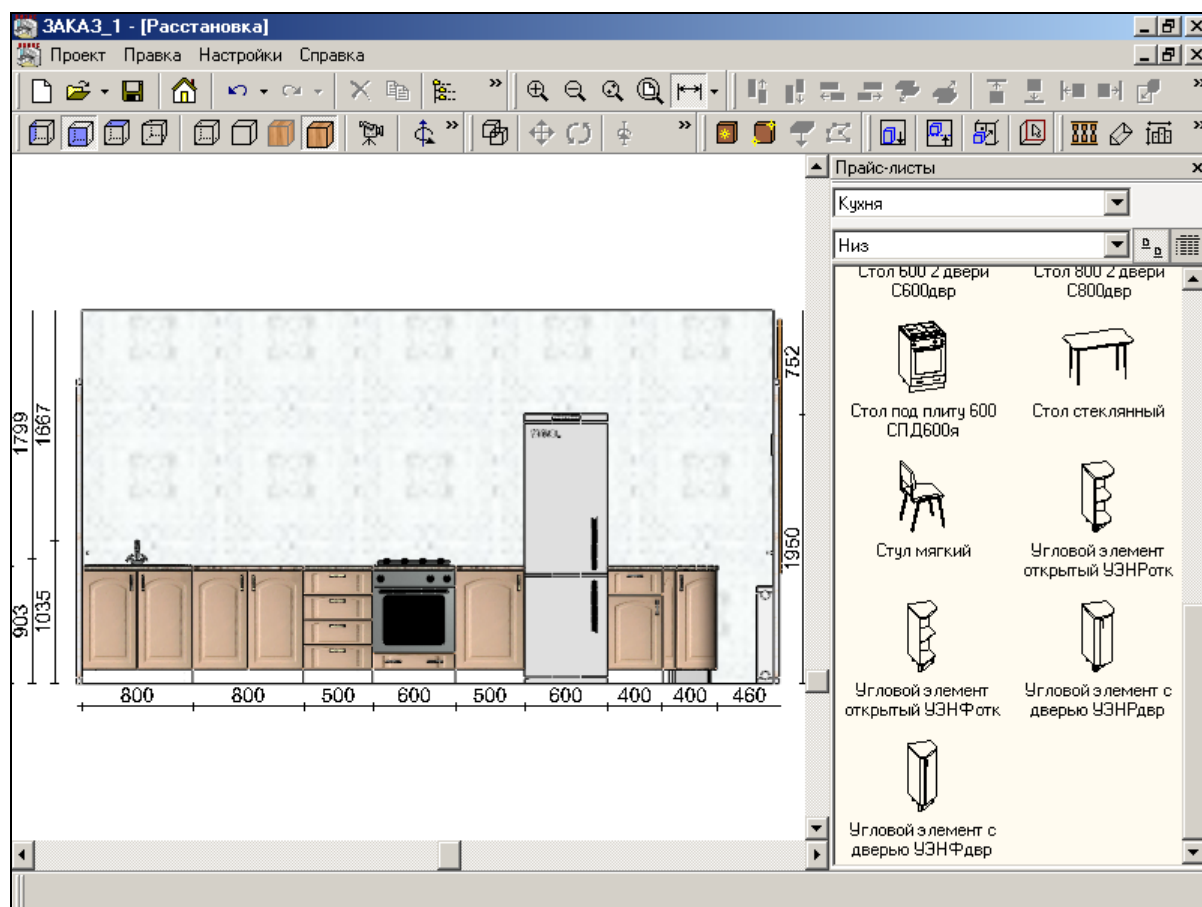 ЗАКАЗ_1 - [Расстановка]
Проект Правка Настройки Справка
Прайс-листы
Кухня
Низ
Стол 600 2 двери
С600двр
Стол 800 2 двери
С800двр
Стол под плиту 600
СПД600я
Стол стеклянный
Стул мягкий
Угловой элемент
открытый УЭНРотк
Угловой элемент
открытый УЭНФотк
Угловой элемент с
дверью УЭНРдвр
Угловой элемент с
дверью УЭНФдвр
1799
1667
903
1035
752
1950
800 800 500 600 500 600 400 400 460